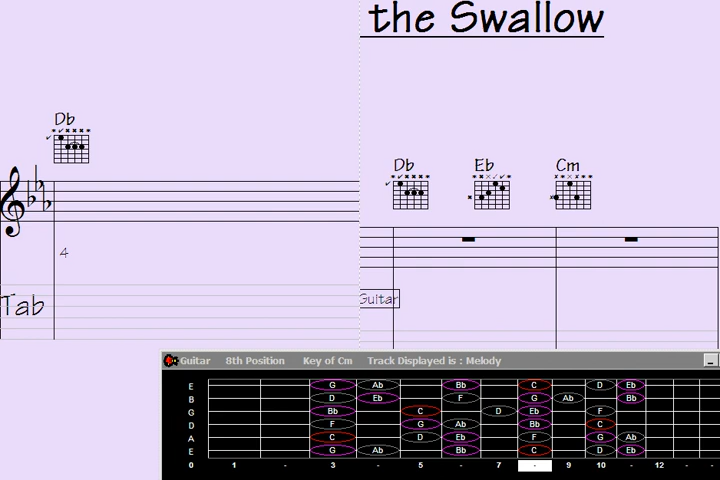 the Swallow
Db
Db Eb Cm
4
Guitar
Tab
Guitar 8th Position Key of Cm Track Displayed is : Melody
E G Ab Bb C D Eb
B D Eb F G Ab Bb
G Bb C D Eb F
D F G Ab Bb C
A C D Eb F G Ab
E G Ab Bb C D Eb
0 1 - 3 - 5 - 7 - 9 10 - 12 - -